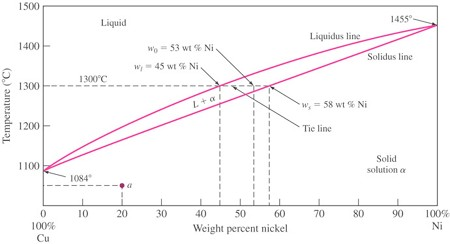 1500
Liquid
1455°
Liquidus line
w₀ = 53 wt % Ni
Solidus line
1400
wₗ = 45 wt % Ni
1300°C
1300
L + α
wₛ = 58 wt % Ni
Tie line
1200
Temperature (°C)
Solid
solution α
1100
1084°
a
0 10 20 30 40 50 60 70 80 90 100%
100%
Cu
Weight percent nickel
Ni